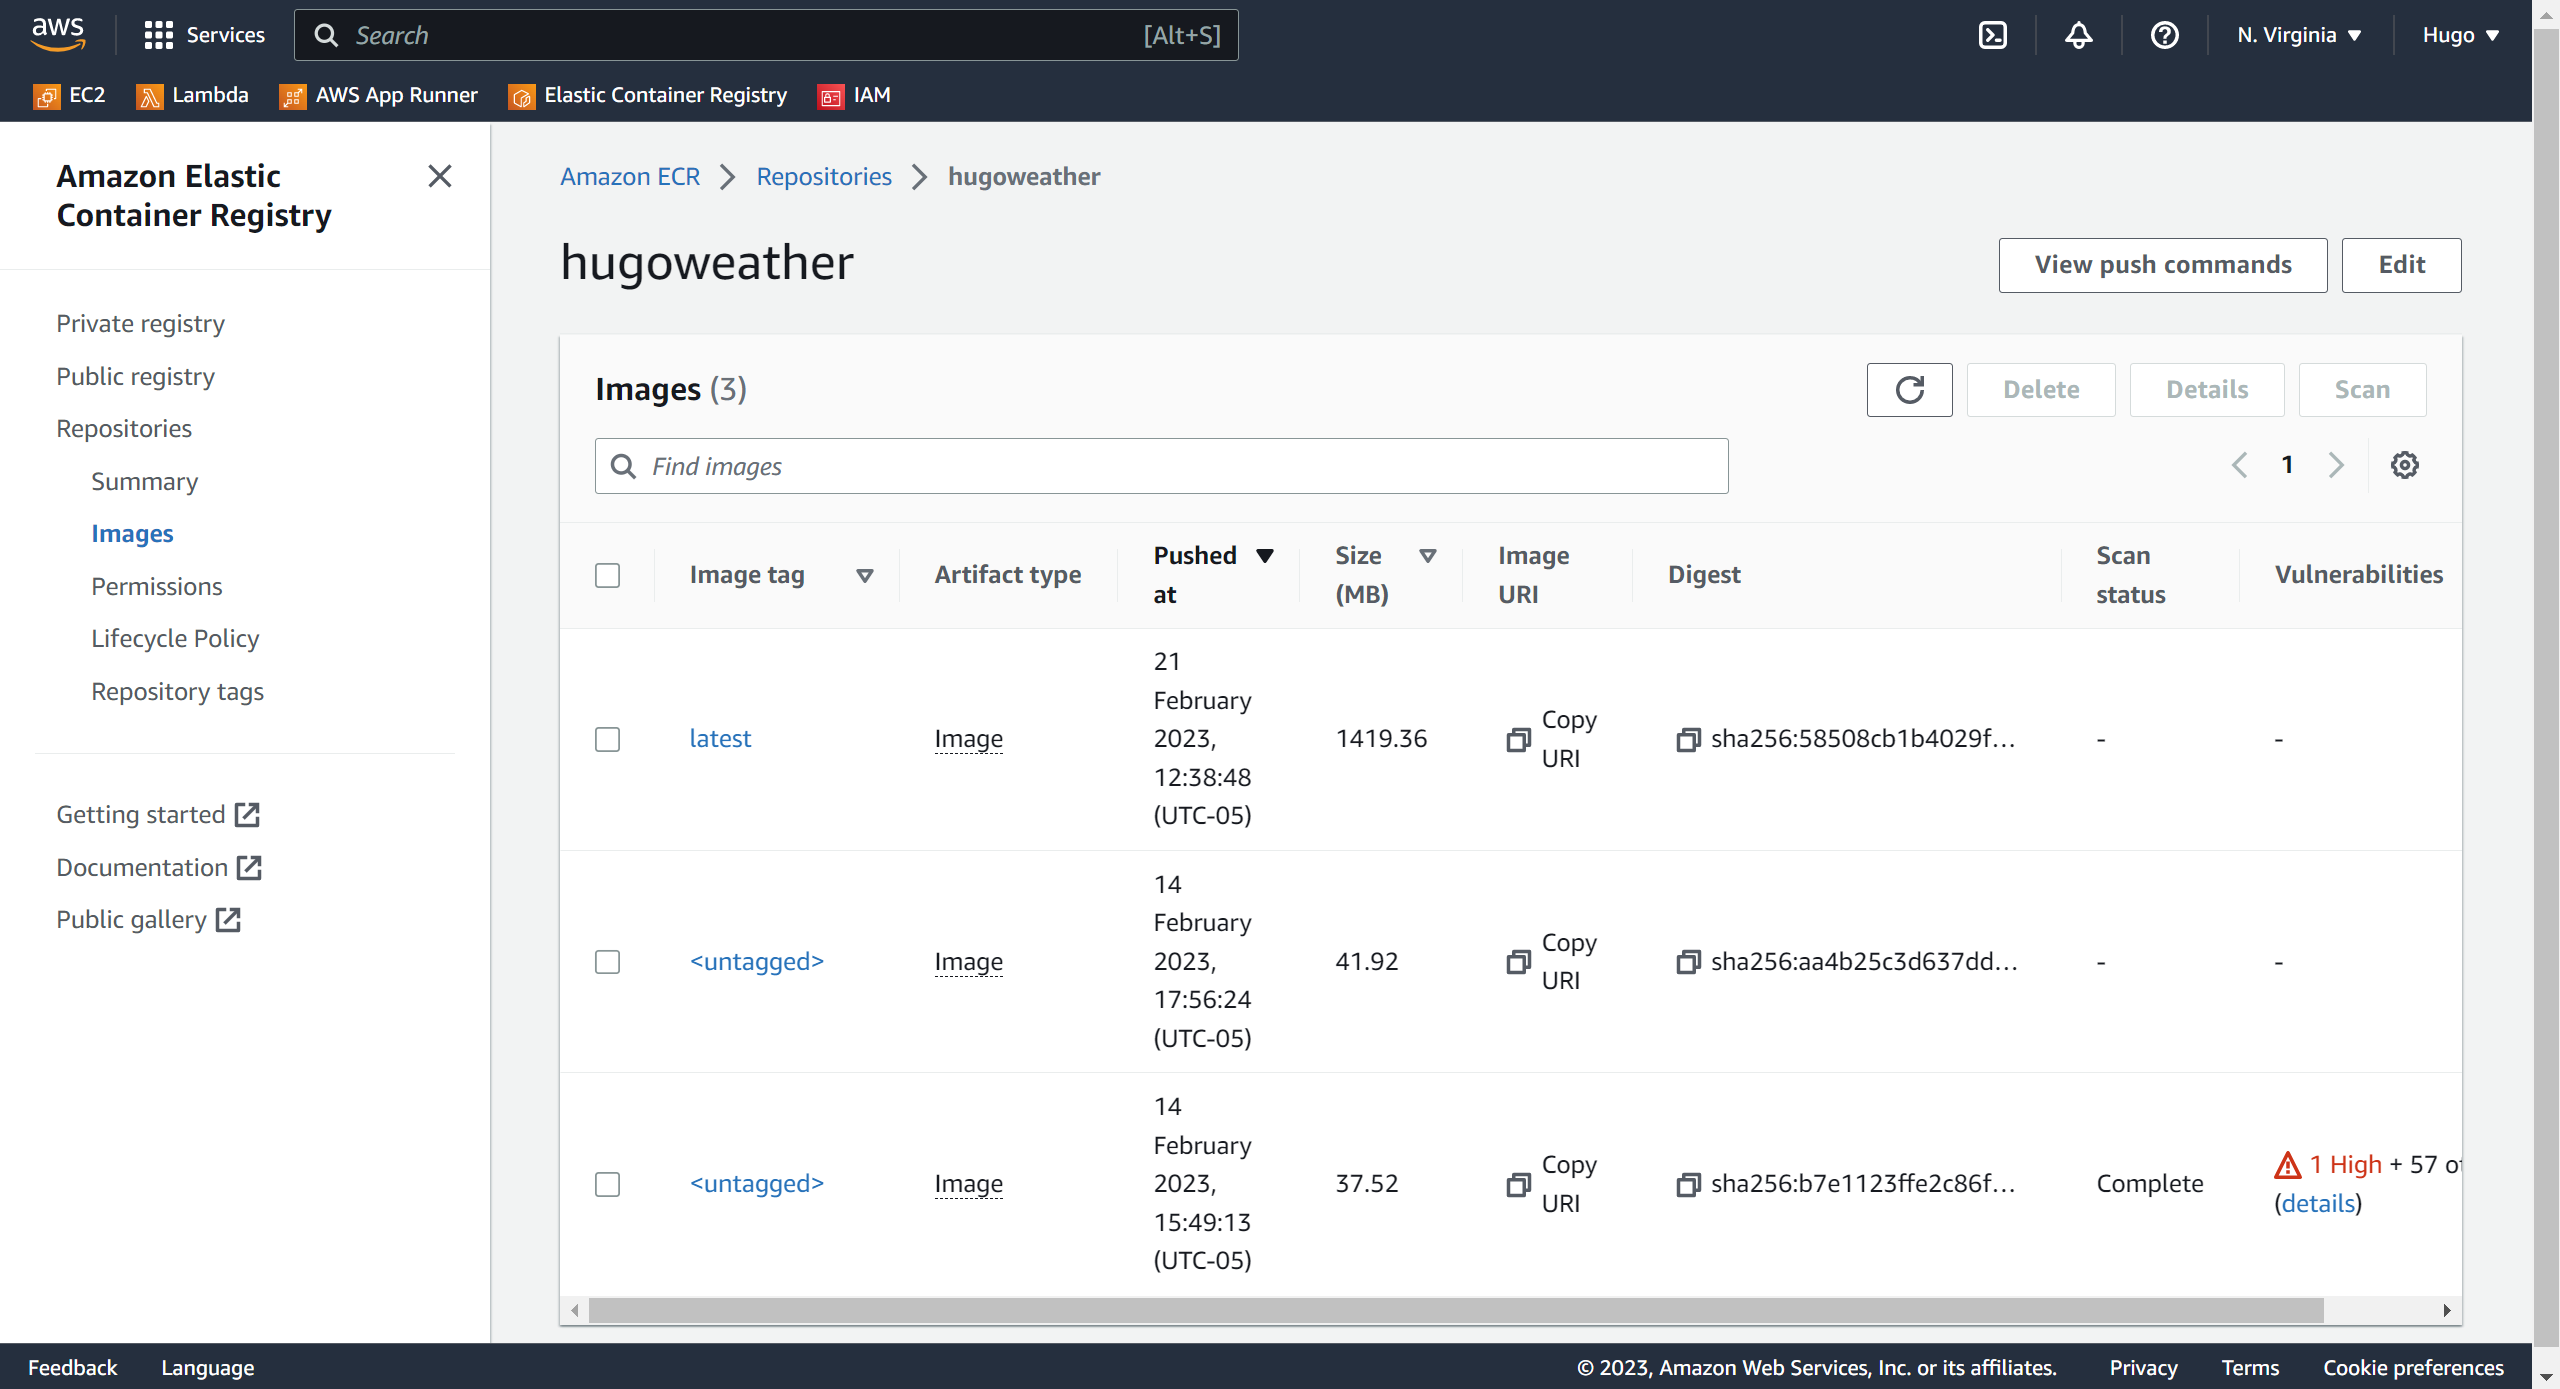 aws
Services
Search
[Alt+S]
N. Virginia
Hugo
EC2
Lambda
AWS App Runner
Elastic Container Registry
IAM
Amazon Elastic
Container Registry
Private registry
Public registry
Repositories
Summary
Images
Permissions
Lifecycle Policy
Repository tags
Getting started
Documentation
Public gallery
Amazon ECR
Repositories
hugoweather
hugoweather
View push commands
Edit
Images (3)
Delete
Details
Scan
Find images
1
Image tag
Artifact type
Pushed
at
Size
(MB)
Image
URI
Digest
Scan
status
Vulnerabilities
latest
Image
21
February
2023,
12:38:48
(UTC-05)
1419.36
Copy
URI
sha256:58508cb1b4029f...
-
-
<untagged>
Image
14
February
2023,
17:56:24
(UTC-05)
41.92
Copy
URI
sha256:aa4b25c3d637dd...
-
-
<untagged>
Image
14
February
2023,
15:49:13
(UTC-05)
37.52
Copy
URI
sha256:b7e1123ffe2c86f...
Complete
1 High + 57
(details)
Feedback
Language
© 2023, Amazon Web Services, Inc. or its affiliates.
Privacy
Terms
Cookie preferences